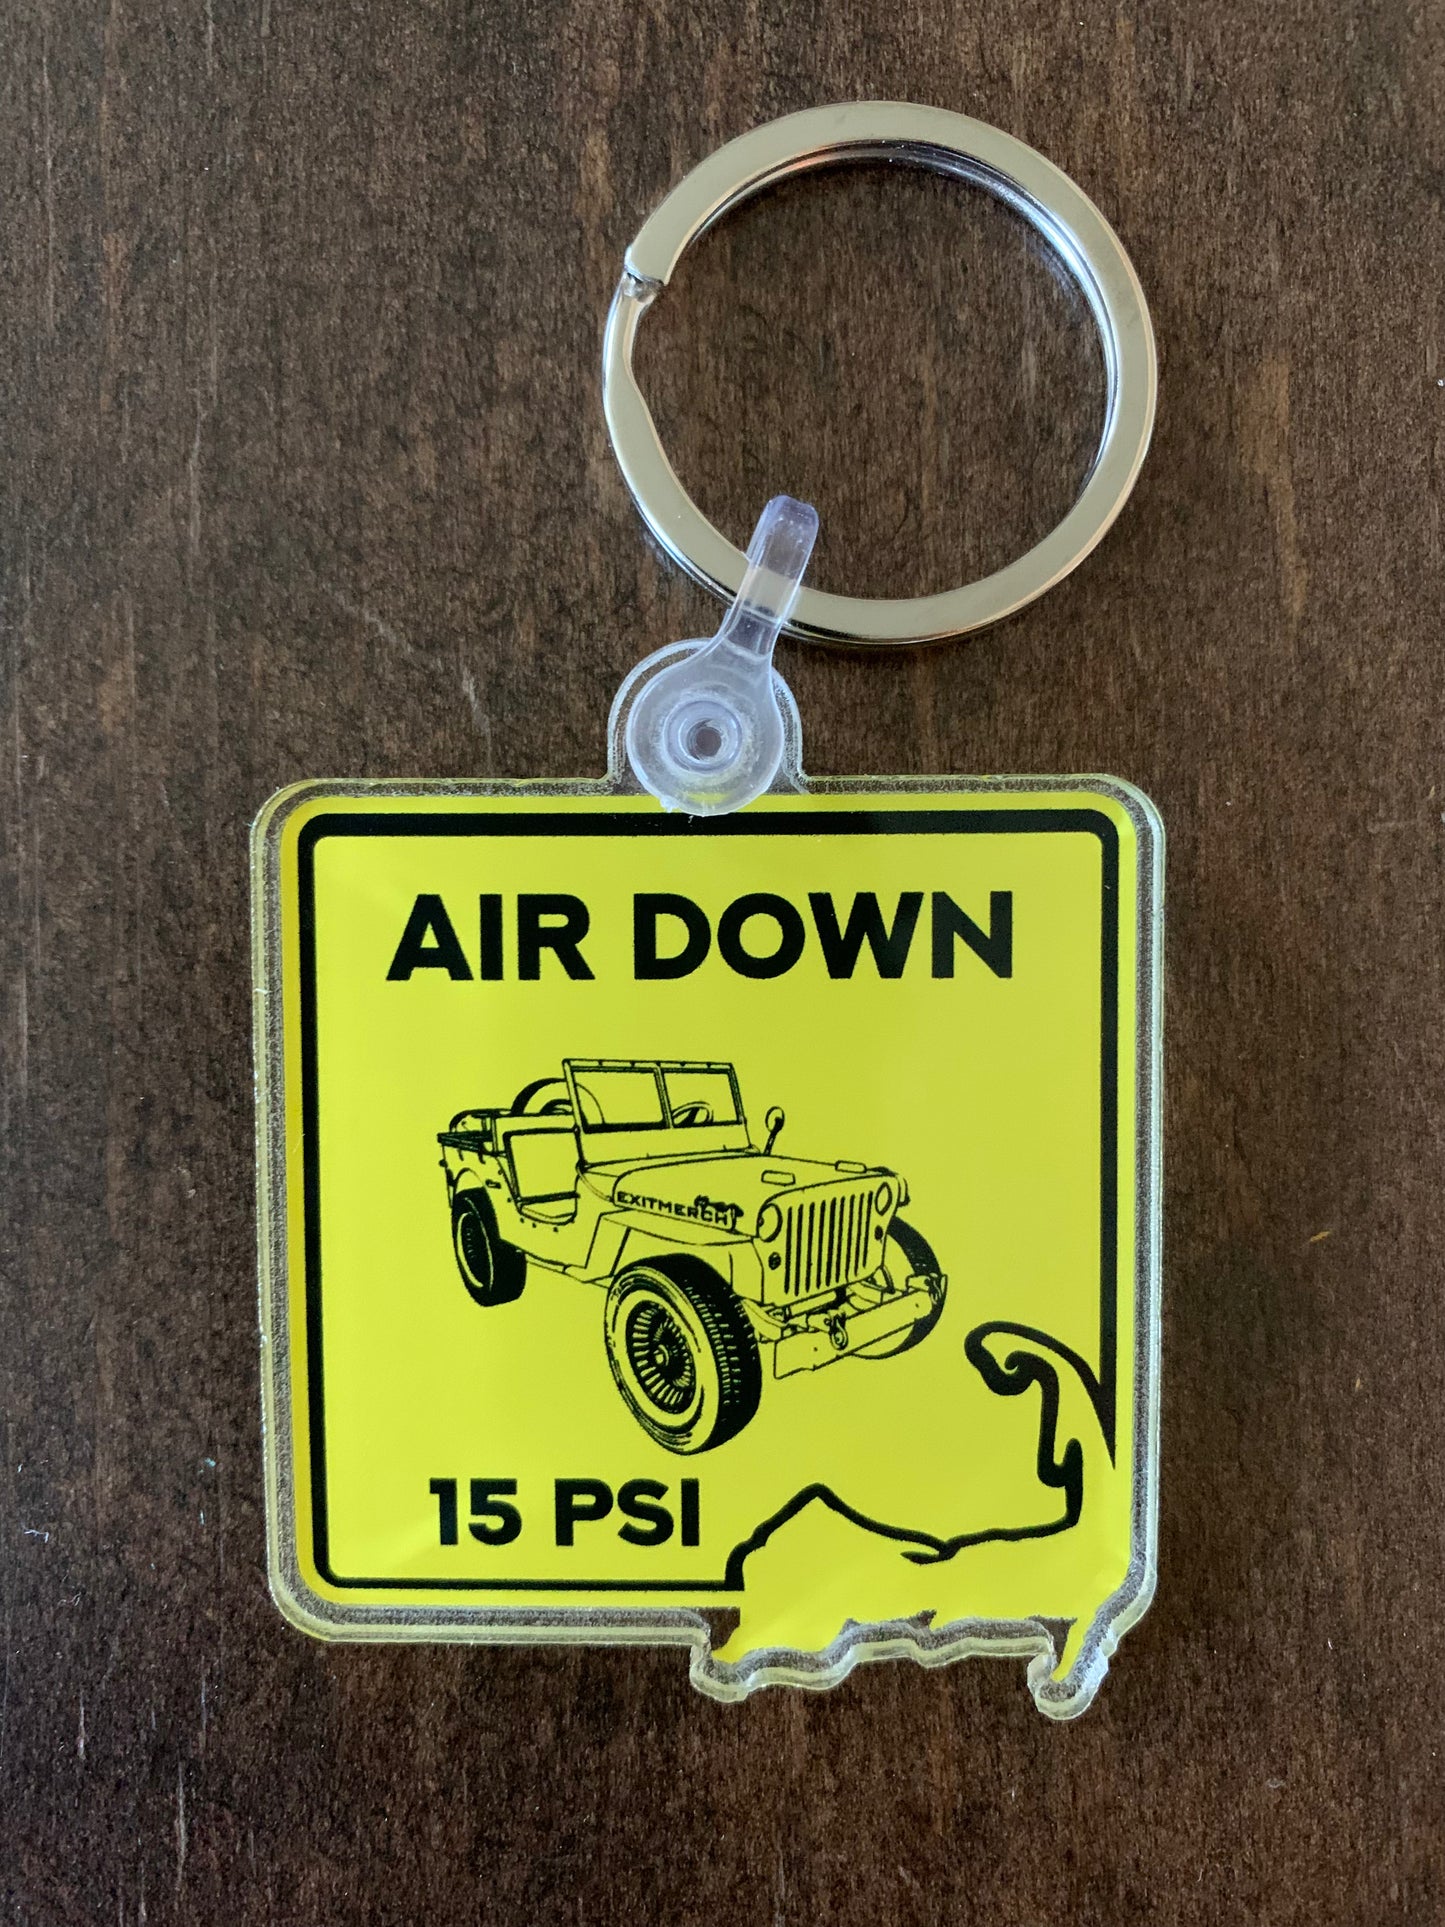 AIR DOWN
EXITMERCH
15 PSI